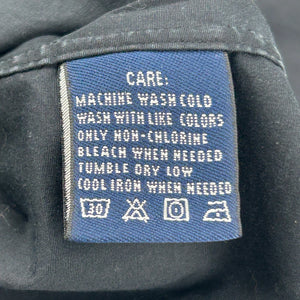 CARE:
MACHINE WASH COLD
WASH WITH LIKE COLORS
ONLY NON-CHLORINE
BLEACH WHEN NEEDED
TUMBLE DRY LOW
COOL IRON WHEN NEEDED
30